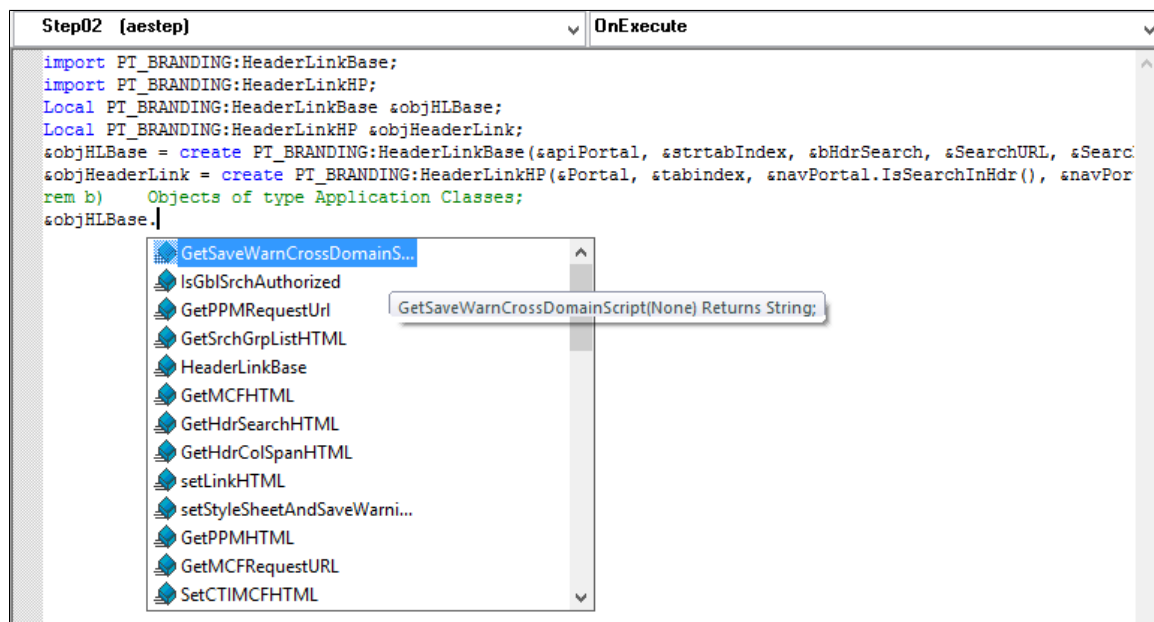 Step02 (aestep) OnExecute
import PT_BRANDING:HeaderLinkBase;
import PT_BRANDING:HeaderLinkHP;
Local PT_BRANDING:HeaderLinkBase &objHLBase;
Local PT_BRANDING:HeaderLinkHP &objHeaderLink;
&objHLBase = create PT_BRANDING:HeaderLinkBase(&apiPortal, &strtabIndex, &bHdrSearch, &SearchURL, &Searc
&objHeaderLink = create PT_BRANDING:HeaderLinkHP(&Portal, &tabindex, &navPortal.IsSearchInHdr(), &navPor
rem b) Objects of type Application Classes;
&objHLBase.
GetSaveWarnCrossDomainS...
IsGblSrchAuthorized
GetPPMRequestUrl
GetSaveWarnCrossDomainScript(None) Returns String;
GetSrchGrpListHTML
HeaderLinkBase
GetMCFHTML
GetHdrSearchHTML
GetHdrColSpanHTML
setLinkHTML
setStyleSheetAndSaveWarni...
GetPPMHTML
GetMCFRequestURL
SetCTIMCFHTML